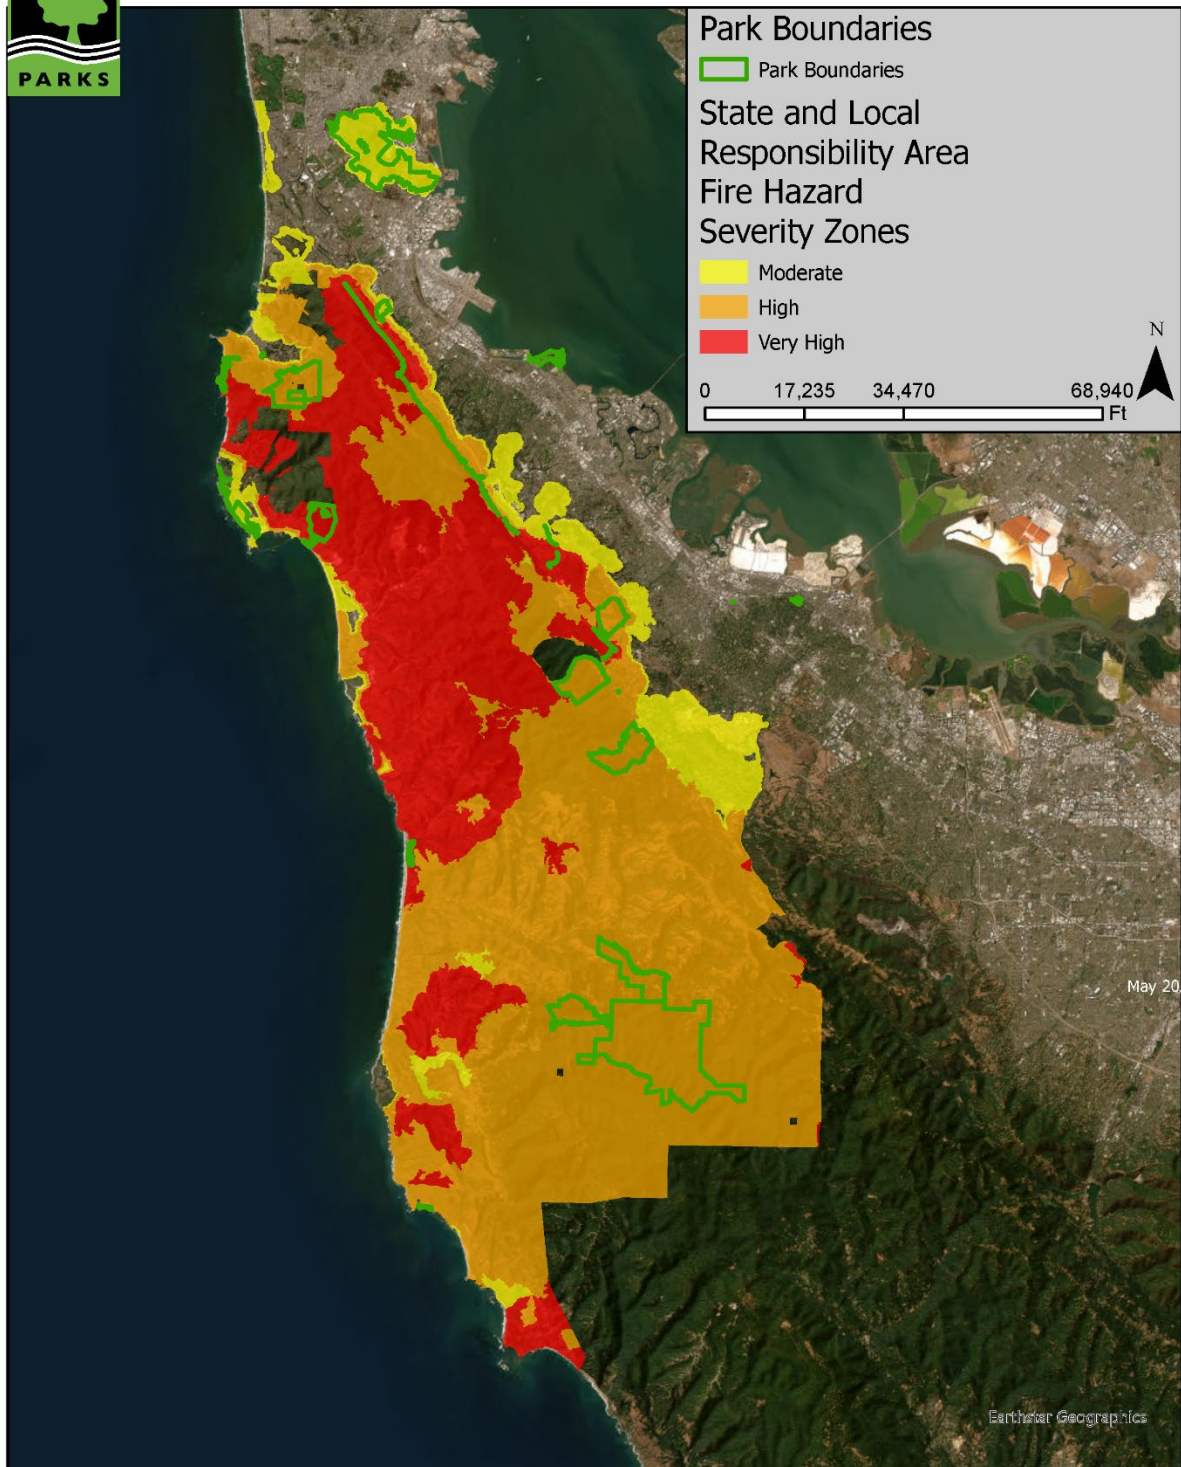 PARKS
Park Boundaries
Park Boundaries
State and Local
Responsibility Area
Fire Hazard
Severity Zones
Moderate
High
Very High
N
0 17,235 34,470 68,940
Ft
May 20
Earthstar Geographics